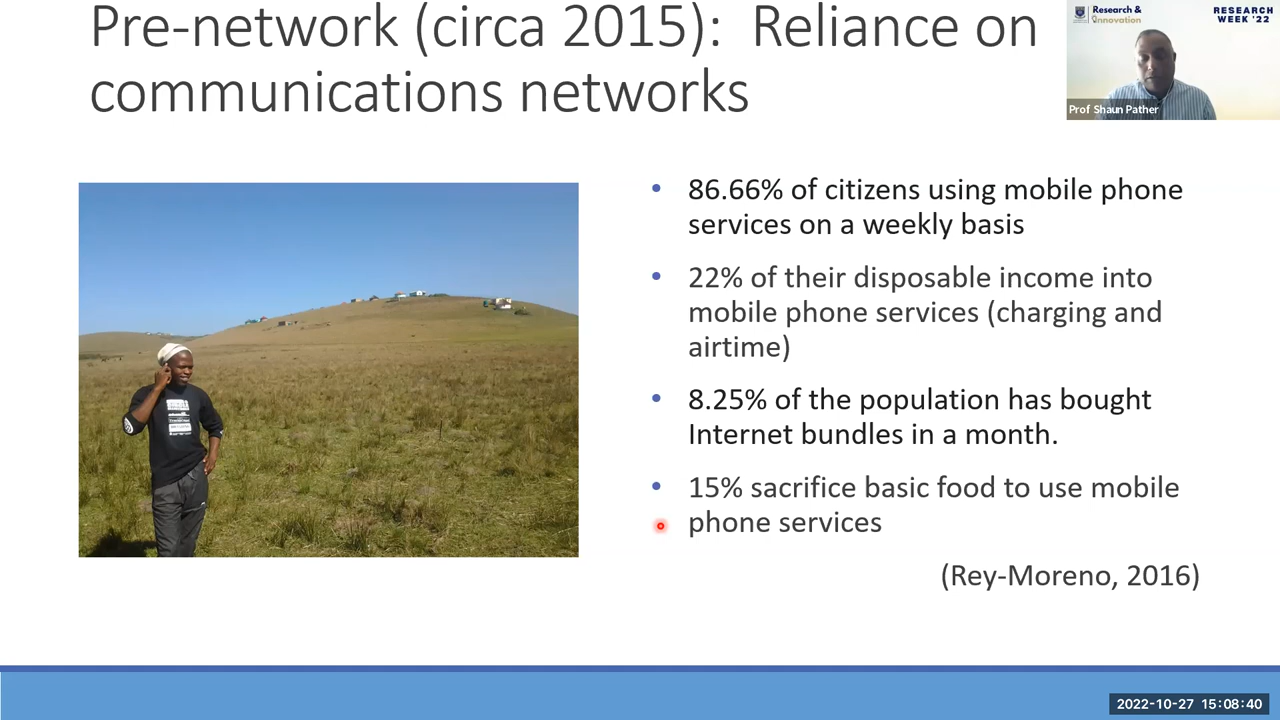 Pre-network (circa 2015): Reliance on
communications networks
Research &
Innovation
RESEARCH
WEEK '22
Prof Shaun Pather
• 86.66% of citizens using mobile phone
services on a weekly basis
• 22% of their disposable income into
mobile phone services (charging and
airtime)
• 8.25% of the population has bought
Internet bundles in a month.
• 15% sacrifice basic food to use mobile
phone services
(Rey-Moreno, 2016)
2022-10-27 15:08:40